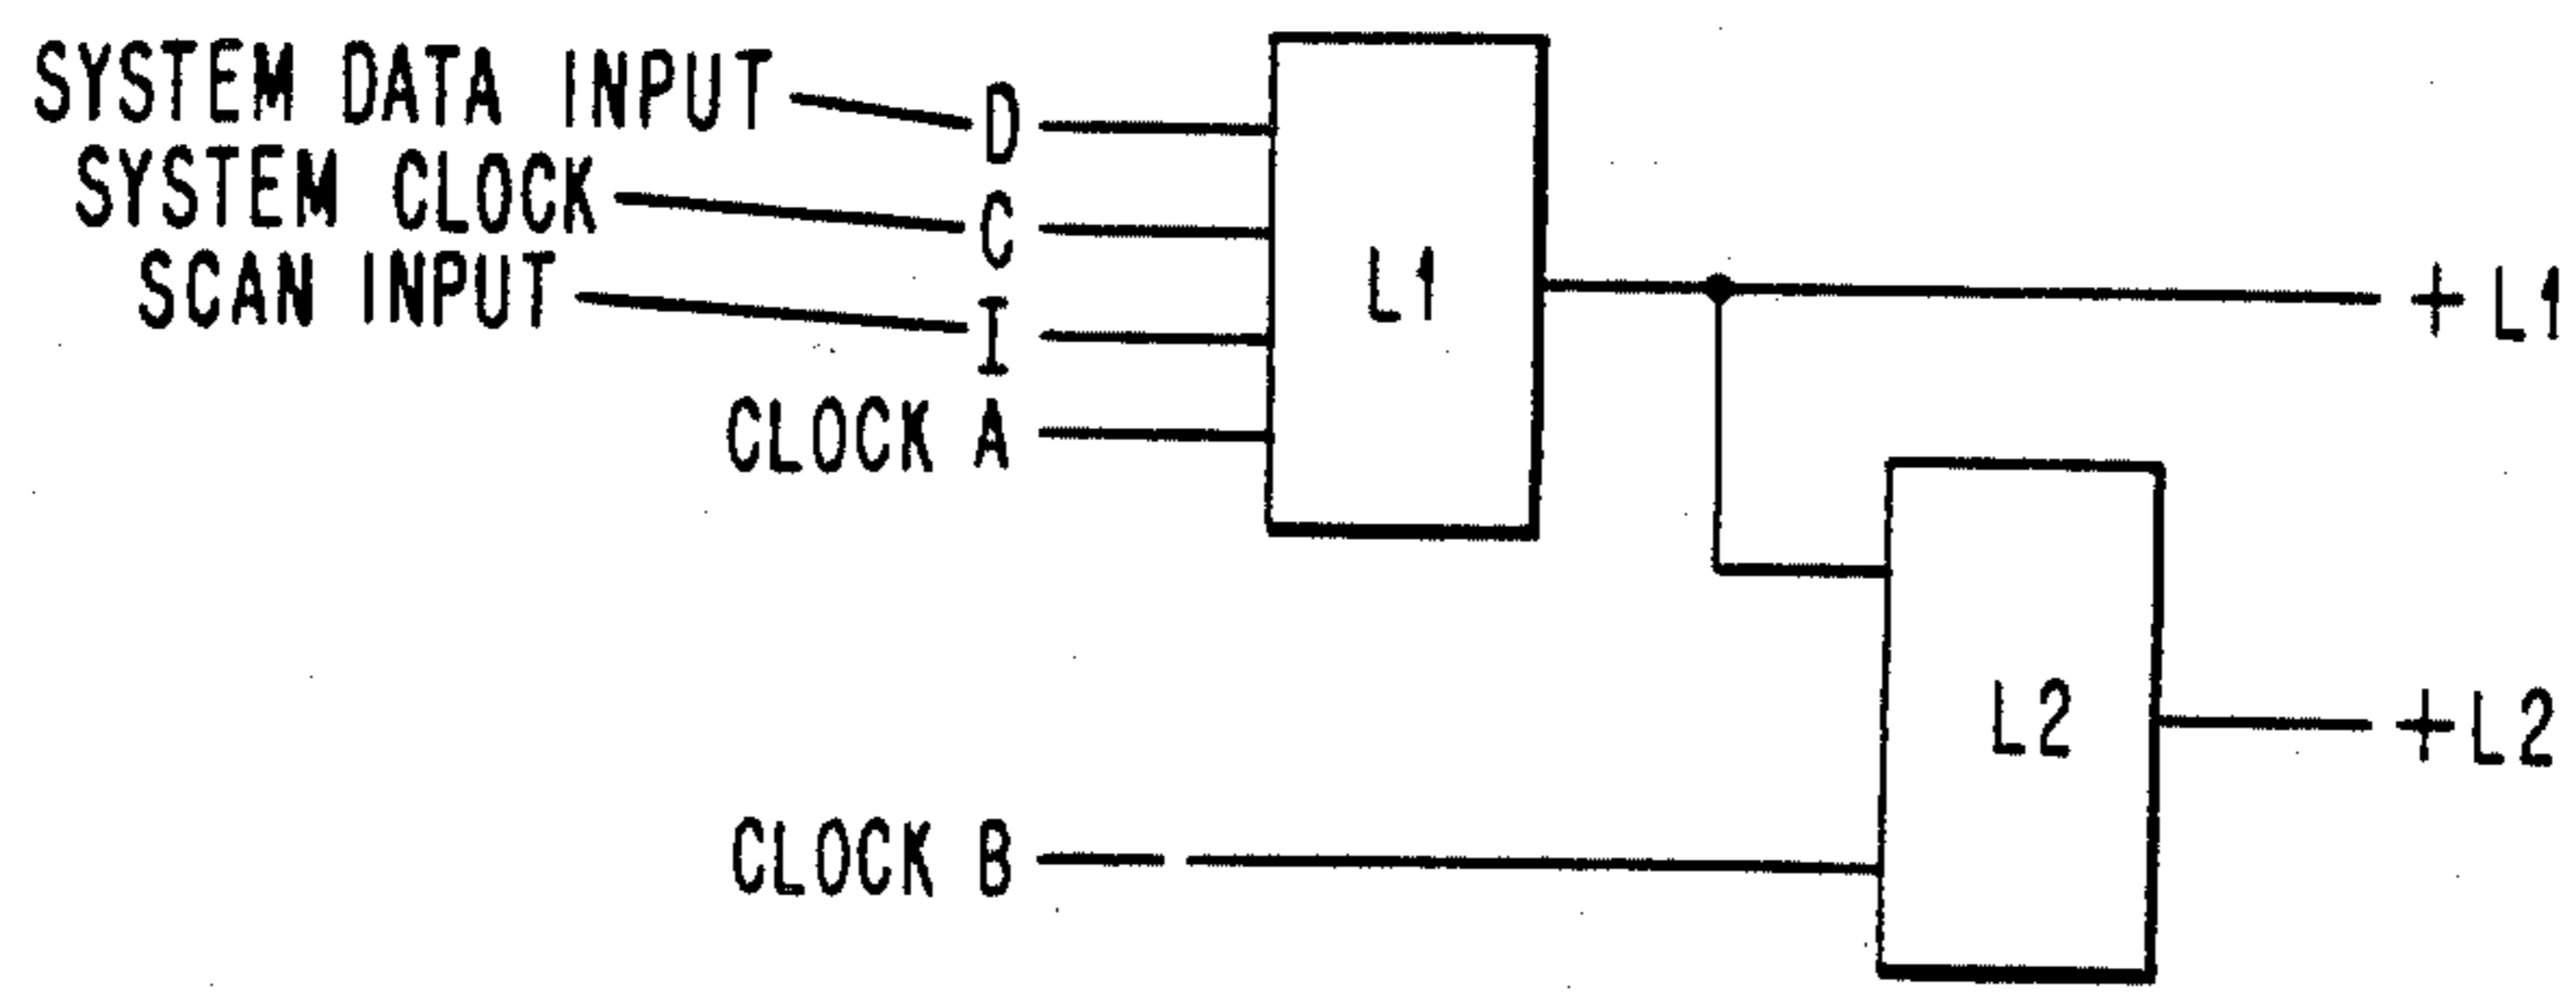 SYSTEM DATA INPUT D
SYSTEM CLOCK C
SCAN INPUT I
CLOCK A
L1
+ L1
L2
+ L2
CLOCK B